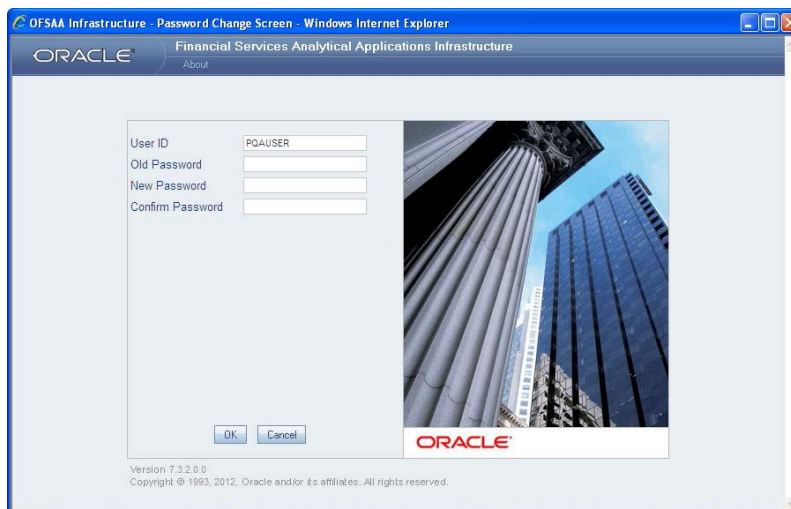 OFSAA Infrastructure - Password Change Screen - Windows Internet Explorer
ORACLE
Financial Services Analytical Applications Infrastructure
About
User ID PQAUSER
Old Password
New Password
Confirm Password
OK Cancel
ORACLE
Version 7.3.2.0.0
Copyright © 1993, 2012, Oracle and/or its affiliates. All rights reserved.